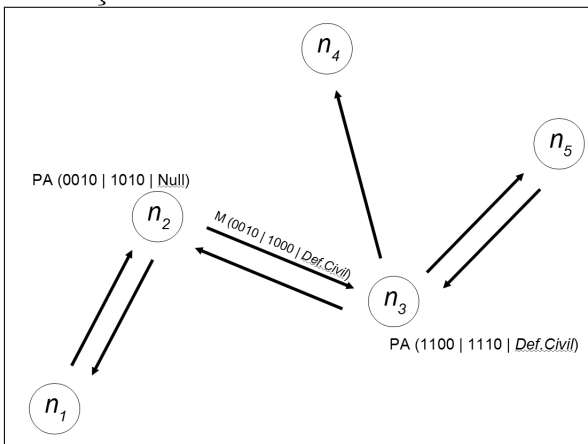 n4
n5
PA (0010 | 1010 | Null)
n2
M (0010 | 1000 | Def.Civil)
n3
PA (1100 | 1110 | Def.Civil)
n1